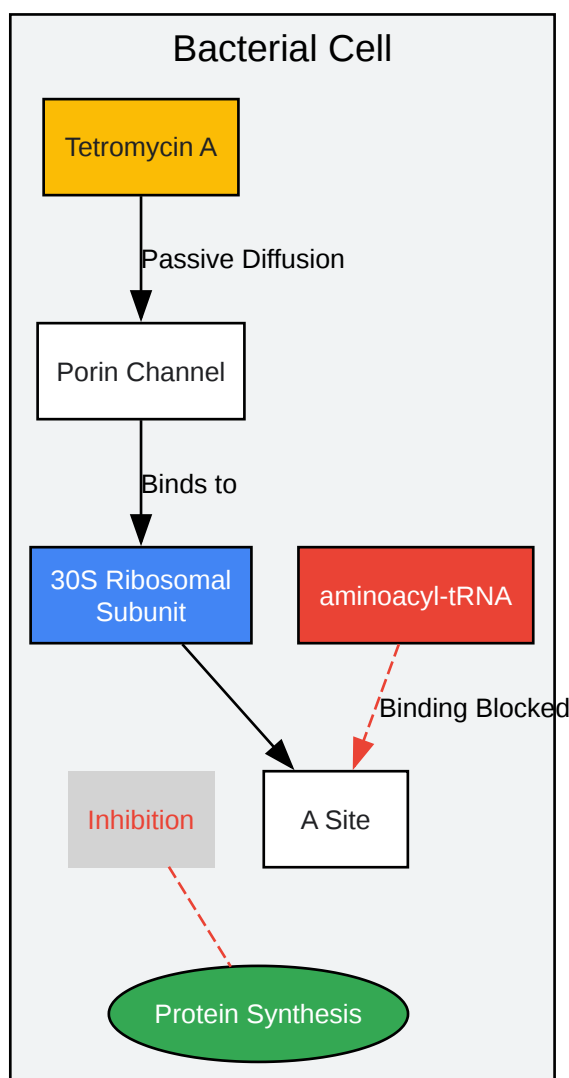 Bacterial Cell
Tetromycin A
Passive Diffusion
Porin Channel
Binds to
30S Ribosomal
Subunit
aminoacyl-tRNA
Binding Blocked
Inhibition
A Site
Protein Synthesis